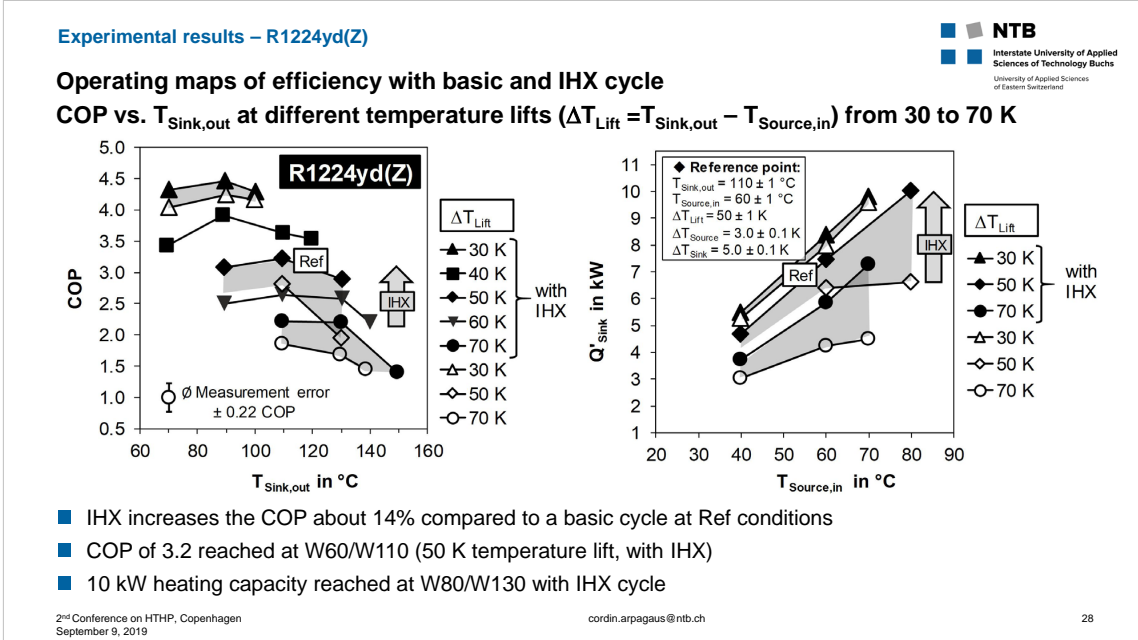 Experimental results – R1224yd(Z)
NTB
Interstate University of Applied
Sciences of Technology Buchs
University of Applied Sciences
of Eastern Switzerland
Operating maps of efficiency with basic and IHX cycle
COP vs. TSink,out at different temperature lifts (ΔTLift =TSink,out – TSource,in) from 30 to 70 K
5.0
4.5
4.0
3.5
3.0
2.5
2.0
1.5
1.0
0.5
COP
R1224yd(Z)
Ref
IHX
Ø Measurement error
± 0.22 COP
60 80 100 120 140 160
TSink,out in °C
ΔTLift
30 K
40 K
50 K
60 K
70 K
30 K
50 K
70 K
with
IHX
11
10
9
8
7
6
5
4
3
2
1
Q'Sink in kW
Reference point:
TSink,out = 110 ± 1 °C
TSource,in = 60 ± 1 °C
ΔTLift = 50 ± 1 K
ΔTSource = 3.0 ± 0.1 K
ΔTSink = 5.0 ± 0.1 K
Ref
IHX
20 30 40 50 60 70 80 90
TSource,in in °C
ΔTLift
30 K
50 K
70 K
30 K
50 K
70 K
with
IHX
IHX increases the COP about 14% compared to a basic cycle at Ref conditions
COP of 3.2 reached at W60/W110 (50 K temperature lift, with IHX)
10 kW heating capacity reached at W80/W130 with IHX cycle
2nd Conference on HTHP, Copenhagen
September 9, 2019
cordin.arpagaus@ntb.ch
28